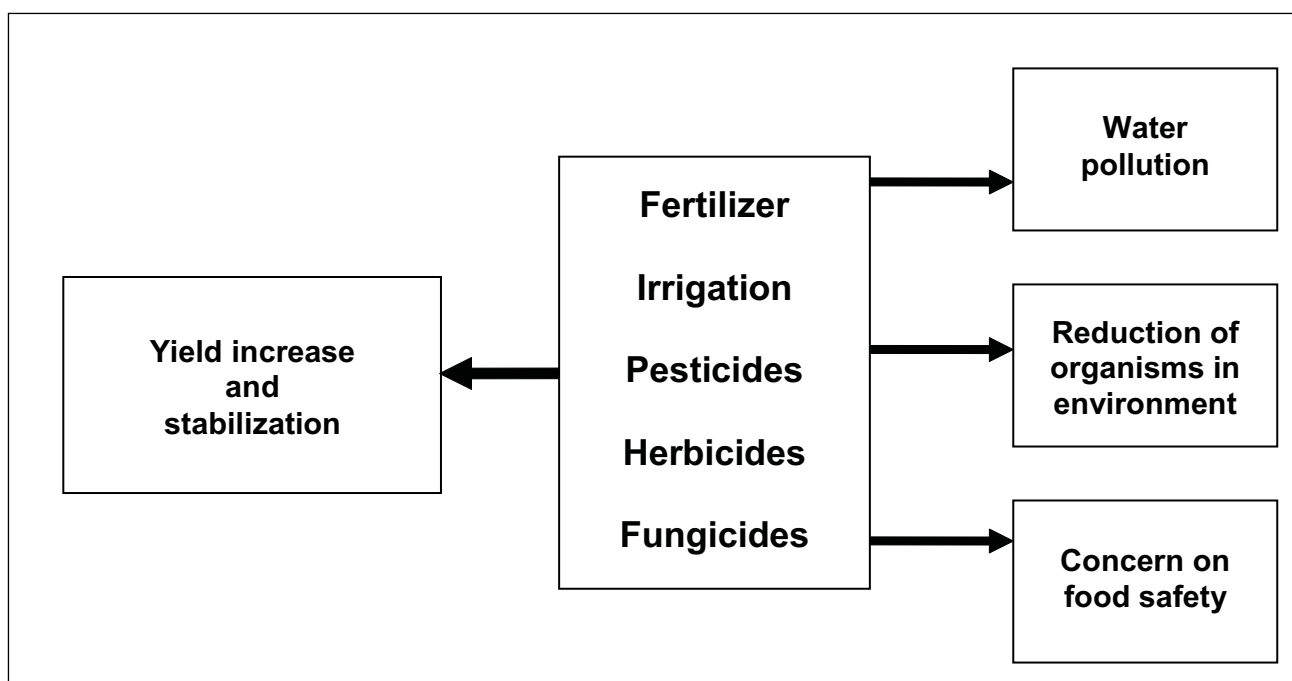 Yield increase
and
stabilization
Fertilizer
Irrigation
Pesticides
Herbicides
Fungicides
Water
pollution
Reduction of
organisms in
environment
Concern on
food safety